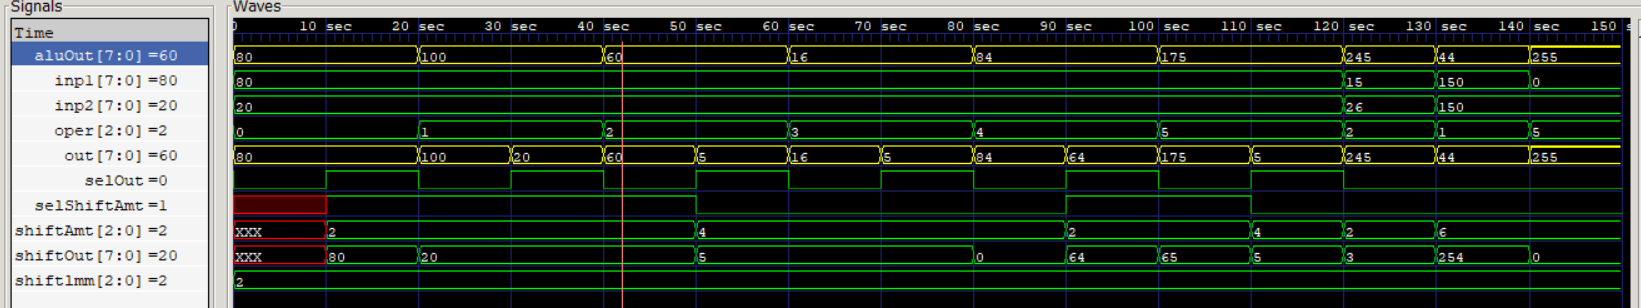 Signals Waves
Time 0 10 sec 20 sec 30 sec 40 sec 50 sec 60 sec 70 sec 80 sec 90 sec 100 sec 110 sec 120 sec 130 sec 140 sec 150 s
aluOut[7:0] =60 80 100 60 16 84 175 245 44 255
inp1[7:0] =80 80 15 150 0
inp2[7:0] =20 20 26 150
oper[2:0] =2 0 1 2 3 4 5 2 1 5
out[7:0] =60 80 100 20 60 5 16 5 84 64 175 5 245 44 255
selOut =0
selShiftAmt =1
shiftAmt[2:0] =2 xxx 2 4 2 4 2 6
shiftOut[7:0] =20 xxx 80 20 5 0 64 65 5 3 254 0
shiftlmm[2:0] =2 2